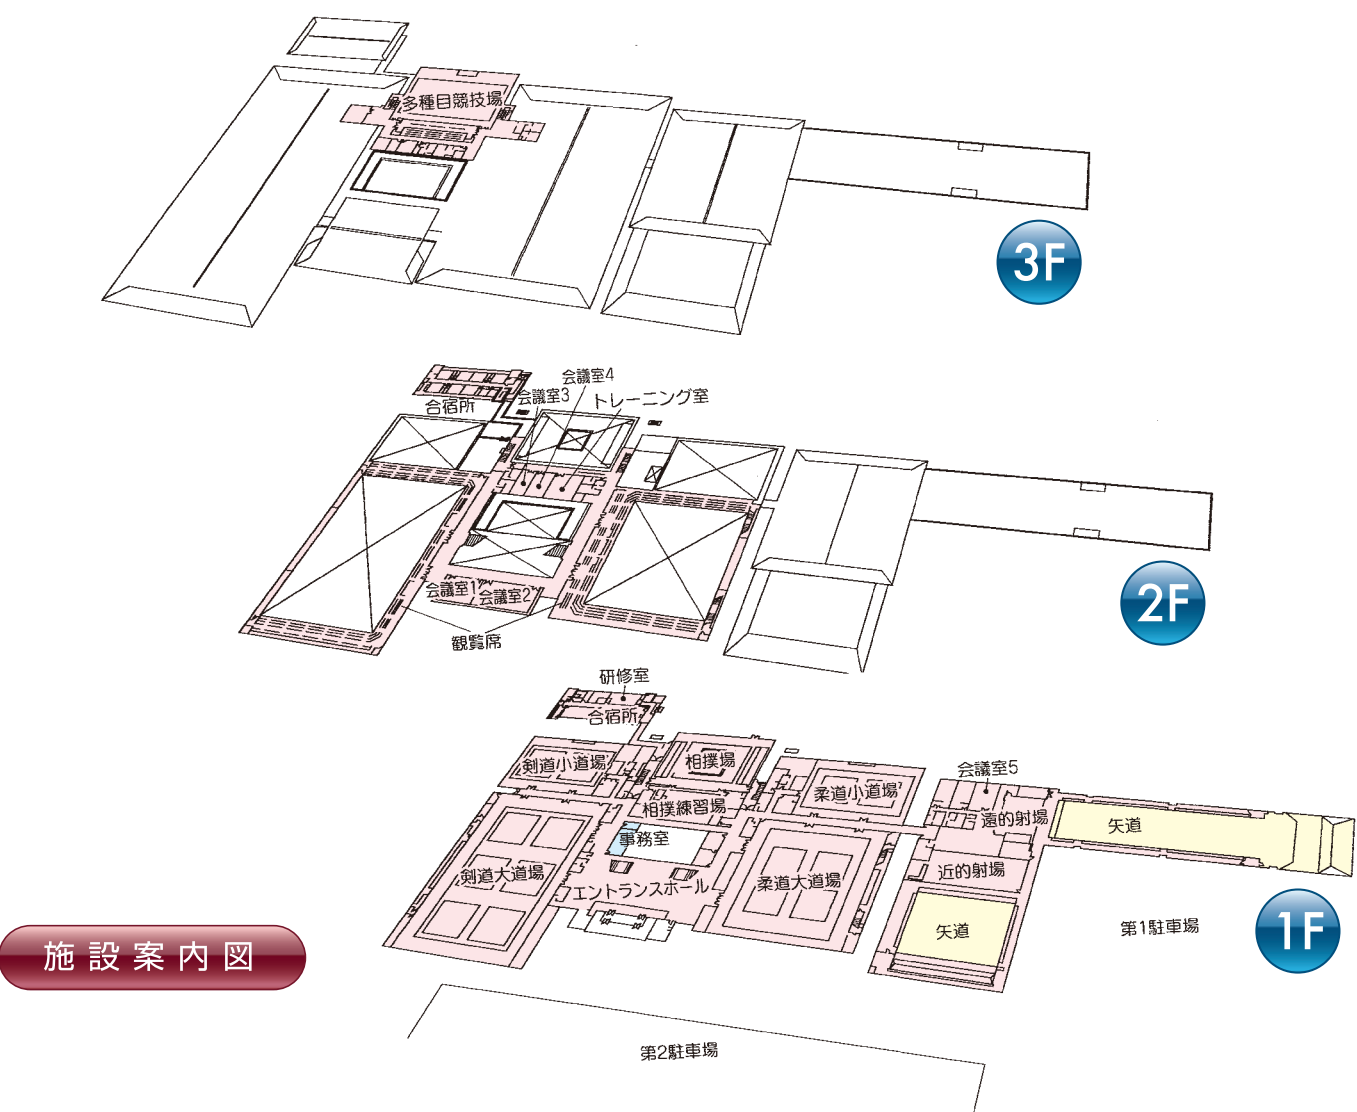 多種目競技場
3F
会議室4
会議室3
トレーニング室
合宿所
2F
会議室1
会議室2
観覧席
研修室
合宿所
剣道小道場
相撲場
会議室5
柔道小道場
相撲練習場
遠的射場
矢道
事務室
近的射場
剣道大道場
エントランスホール
柔道大道場
矢道
第1駐車場
1F
施設案内図
第2駐車場